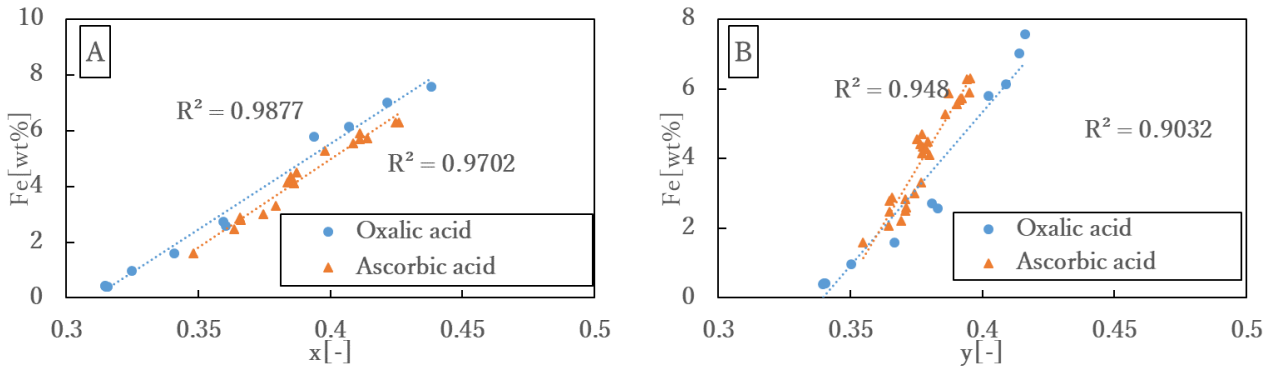 A
Fe[wt%]
10
8
6
4
2
0
R² = 0.9877
R² = 0.9702
Oxalic acid
Ascorbic acid
0.3 0.35 0.4 0.45 0.5
x[-]
B
Fe[wt%]
8
6
4
2
0
R² = 0.948
R² = 0.9032
Oxalic acid
Ascorbic acid
0.3 0.35 0.4 0.45 0.5
y[-]